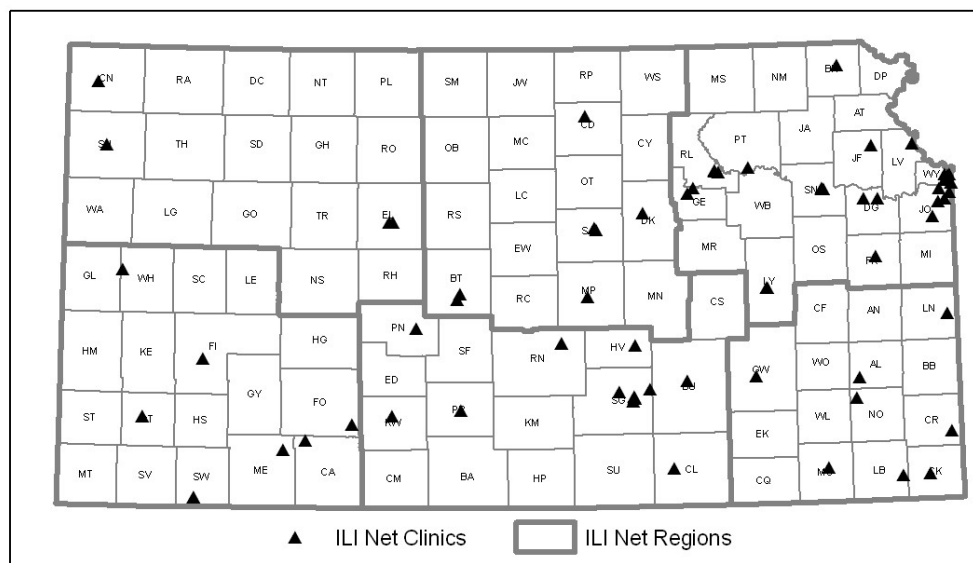 CN RA DC NT PL SM JW RP WS MS NM BR DP
SH TH SD GH RO OB MC CD CY RL PT JA AT JF LV WY
WA LG GO TR EL RS LC OT DK GE WB SN DG JO
EW SA MR OS FR MI
GL WH SC LE NS RH BT RC MP MN CS LY
HM KE FI HG PN SF RN HV CF AN LN
GY ED WO AL BB
ST GT HS FO KW PR KM SG BU GW WL NO CR
EK
MT SV SW ME CA CM BA HP SU CL CQ MG LB CK
ILI Net Clinics ILI Net Regions